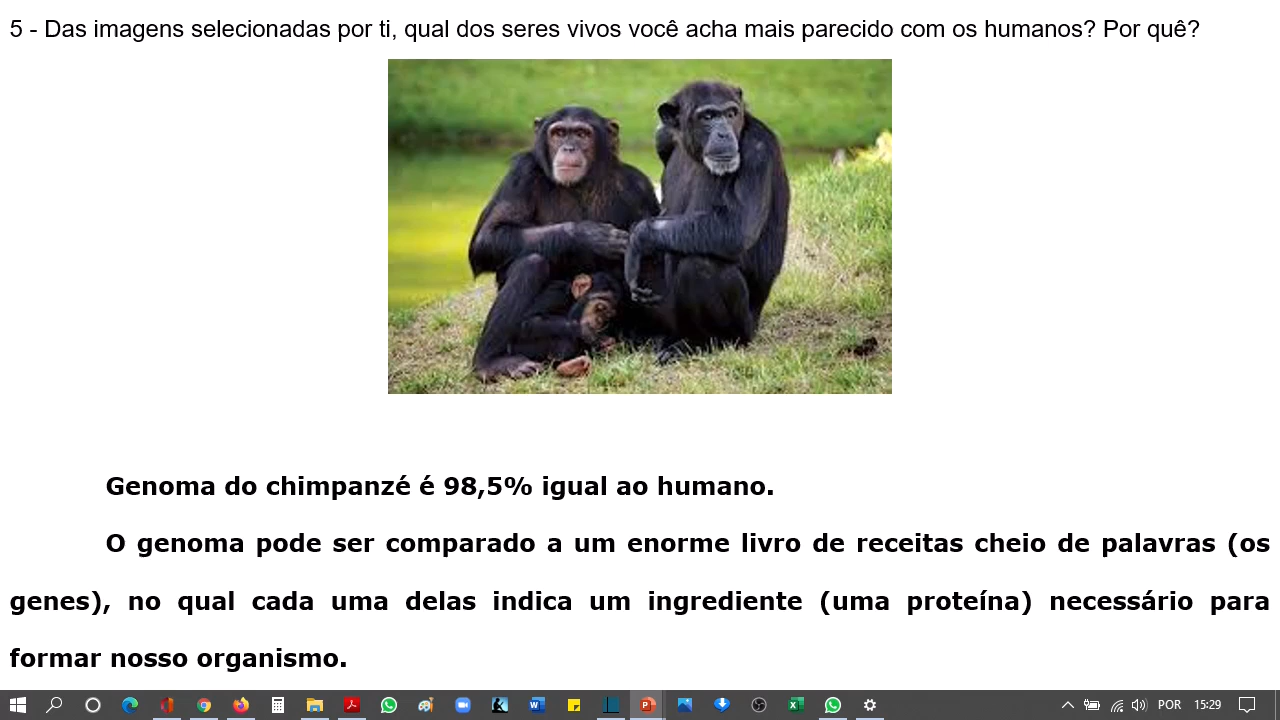 5 - Das imagens selecionadas por ti, qual dos seres vivos você acha mais parecido com os humanos? Por quê?
Genoma do chimpanzé é 98,5% igual ao humano.
O genoma pode ser comparado a um enorme livro de receitas cheio de palavras (os
genes), no qual cada uma delas indica um ingrediente (uma proteína) necessário para
formar nosso organismo.
POR 15:29